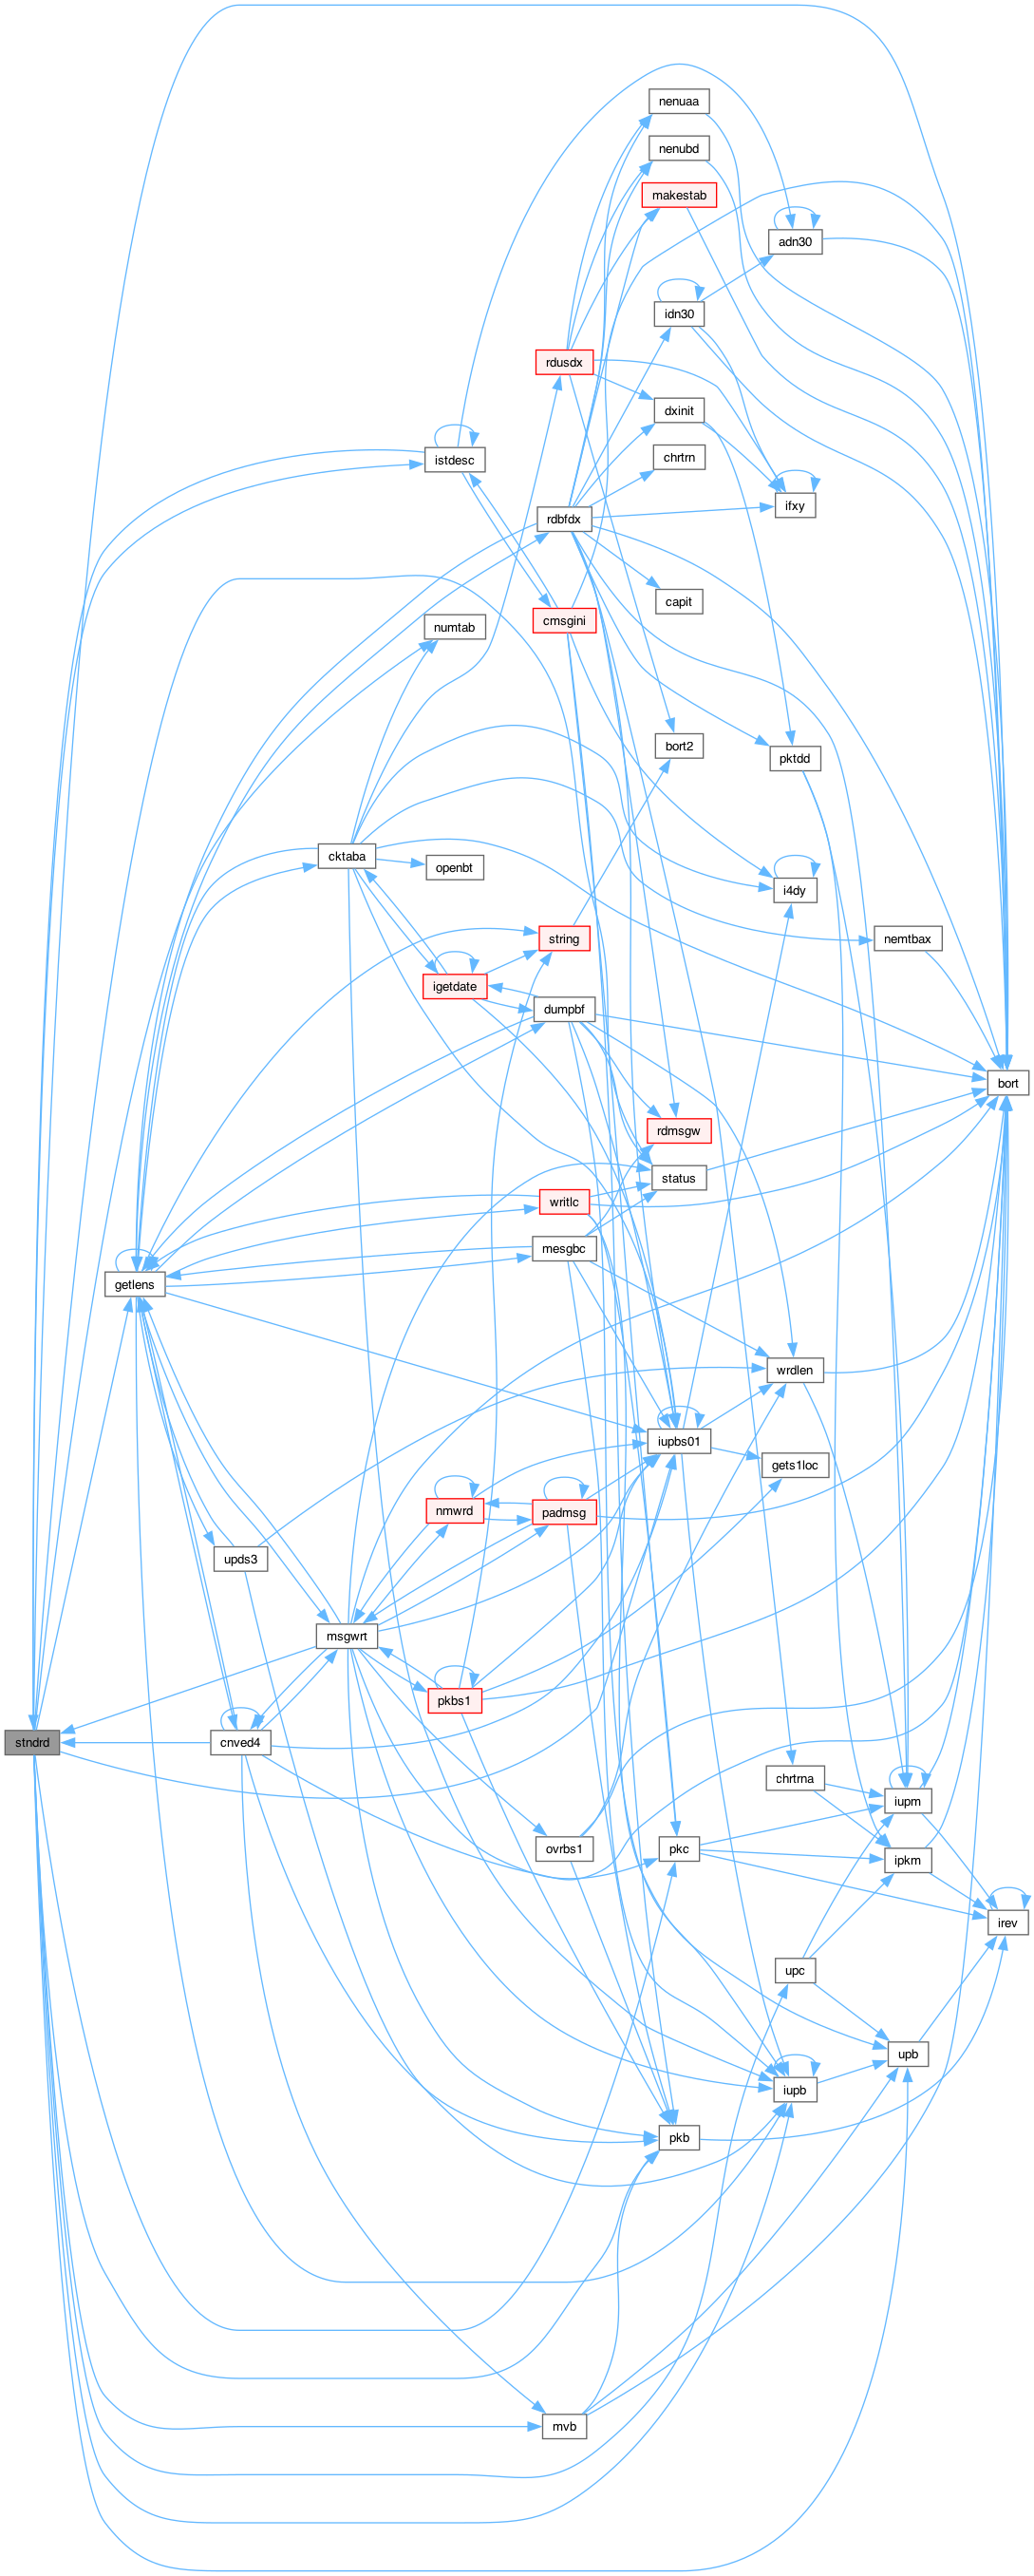 nenuaa
nenubd
makestab
adn30
idn30
rdusdx
dxinit
chrtrn
istdesc
ifxy
rdbfdx
capit
cmsgini
numtab
bort2
pktdd
cktaba
openbt
i4dy
string
nemtbax
igetdate
dumpbf
bort
rdmsgw
status
writlc
mesgbc
getlens
wrdlen
iupbs01
gets1loc
nmwrd
padmsg
upds3
msgwrt
pkbs1
stndrd
cnved4
chrtrna
iupm
ovrbs1
pkc
ipkm
irev
upc
upb
iupb
pkb
mvb